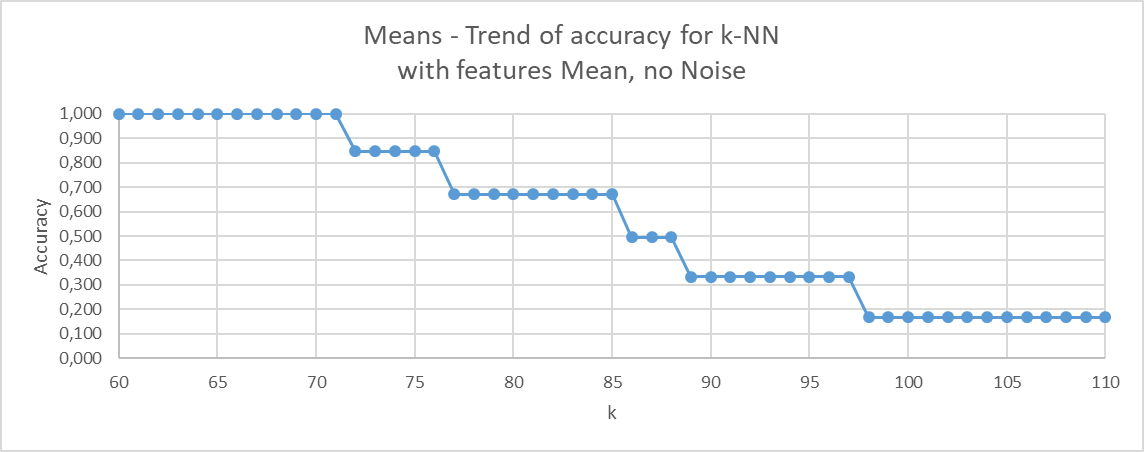 Means - Trend of accuracy for k-NN
with features Mean, no Noise
1,000
0,900
0,800
0,700
0,600
0,500
0,400
0,300
0,200
0,100
0,000
Accuracy
60 65 70 75 80 85 90 95 100 105 110
k